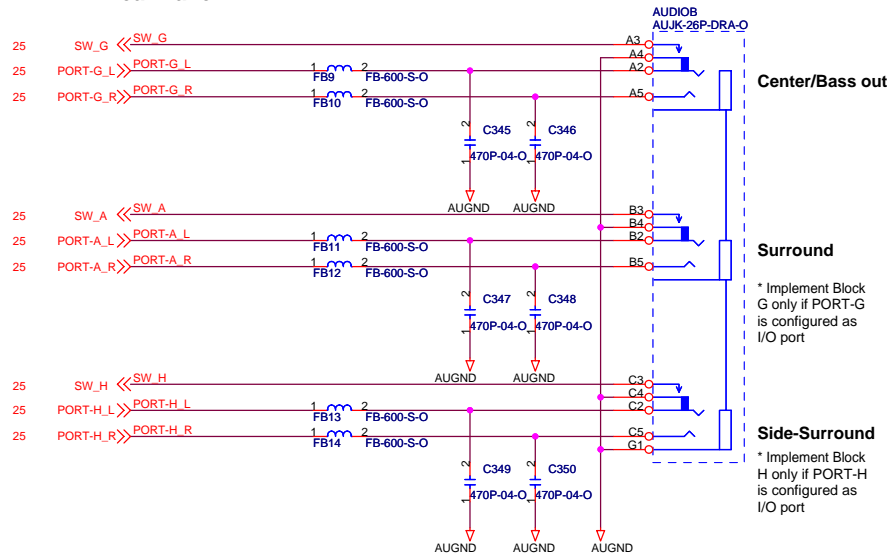 AUDIOB
AUJK-26P-DRA-O
25 SW_G SW_G A3
A4
25 PORT-G_L PORT-G_L 1 2 A2
FB9 FB-600-S-O
Center/Bass out
25 PORT-G_R PORT-G_R 1 2 A5
FB10 FB-600-S-O
2 C345 2 C346
1 470P-04-O 1 470P-04-O
AUGND AUGND
25 SW_A SW_A B3
B4
25 PORT-A_L PORT-A_L 1 2 B2
FB11 FB-600-S-O
Surround
25 PORT-A_R PORT-A_R 1 2 B5
FB12 FB-600-S-O
* Implement Block
G only if PORT-G
is configured as
I/O port
2 C347 2 C348
1 470P-04-O 1 470P-04-O
AUGND AUGND
25 SW_H SW_H C3
C4
25 PORT-H_L PORT-H_L 1 2 C2
FB13 FB-600-S-O
25 PORT-H_R PORT-H_R 1 2 C5
FB14 FB-600-S-O
G1
Side-Surround
* Implement Block
H only if PORT-H
is configured as
I/O port
2 C349 2 C350
1 470P-04-O 1 470P-04-O
AUGND AUGND AUGND